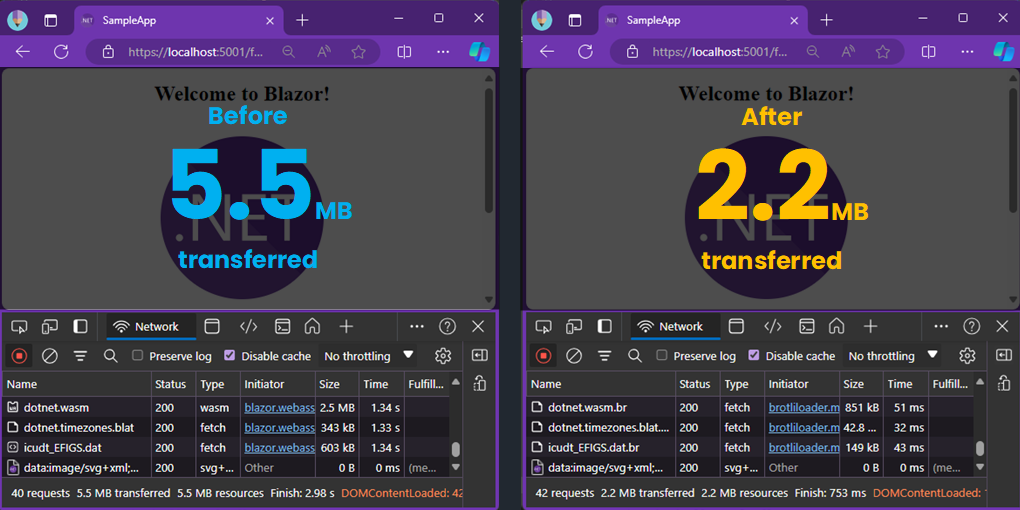 SampleApp
https://localhost:5001/f...
Welcome to Blazor!
Before
5.5 MB
.NET
transferred
Network
Preserve log Disable cache No throttling
Name Status Type Initiator Size Time Fulfill...
dotnet.wasm 200 wasm blazor.webass 2.5 MB 1.34 s
dotnet.timezones.blat 200 fetch blazor.webass 343 kB 1.33 s
icudt_EFIGS.dat 200 fetch blazor.webass 603 kB 1.34 s
data:image/svg+xml;... 200 svg+... Other 0 B 0 ms (me...
40 requests 5.5 MB transferred 5.5 MB resources Finish: 2.98 s DOMContentLoaded: 42
SampleApp
https://localhost:5001/f...
Welcome to Blazor!
After
2.2 MB
.NET
transferred
Network
Preserve log Disable cache No throttling
Name Status Type Initiator Size Time Fulfill...
dotnet.wasm.br 200 fetch brotliloader.m 851 kB 51 ms
dotnet.timezones.blat.... 200 fetch brotliloader.m 42.8 ... 32 ms
icudt_EFIGS.dat.br 200 fetch brotliloader.m 149 kB 43 ms
data:image/svg+xml;... 200 svg+... Other 0 B 0 ms (me...
42 requests 2.2 MB transferred 2.2 MB resources Finish: 753 ms DOMContentLoaded: